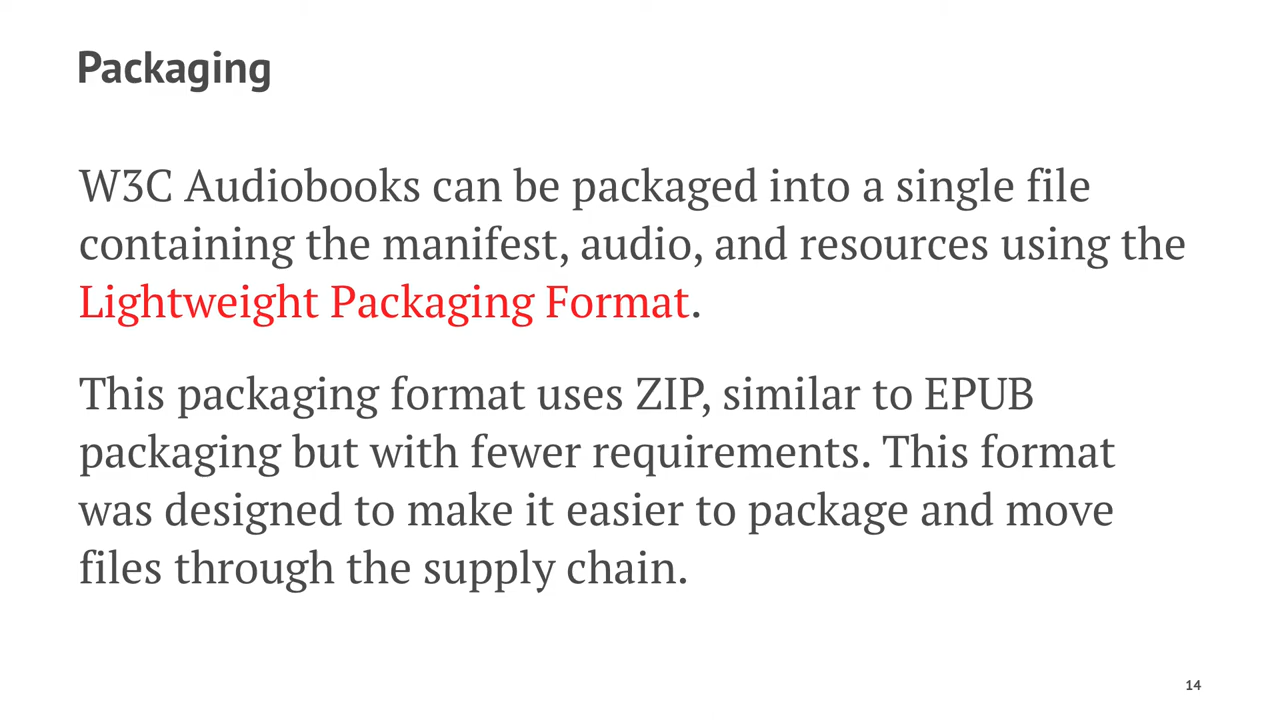 Packaging
W3C Audiobooks can be packaged into a single file
containing the manifest, audio, and resources using the
Lightweight Packaging Format.
This packaging format uses ZIP, similar to EPUB
packaging but with fewer requirements. This format
was designed to make it easier to package and move
files through the supply chain.
14